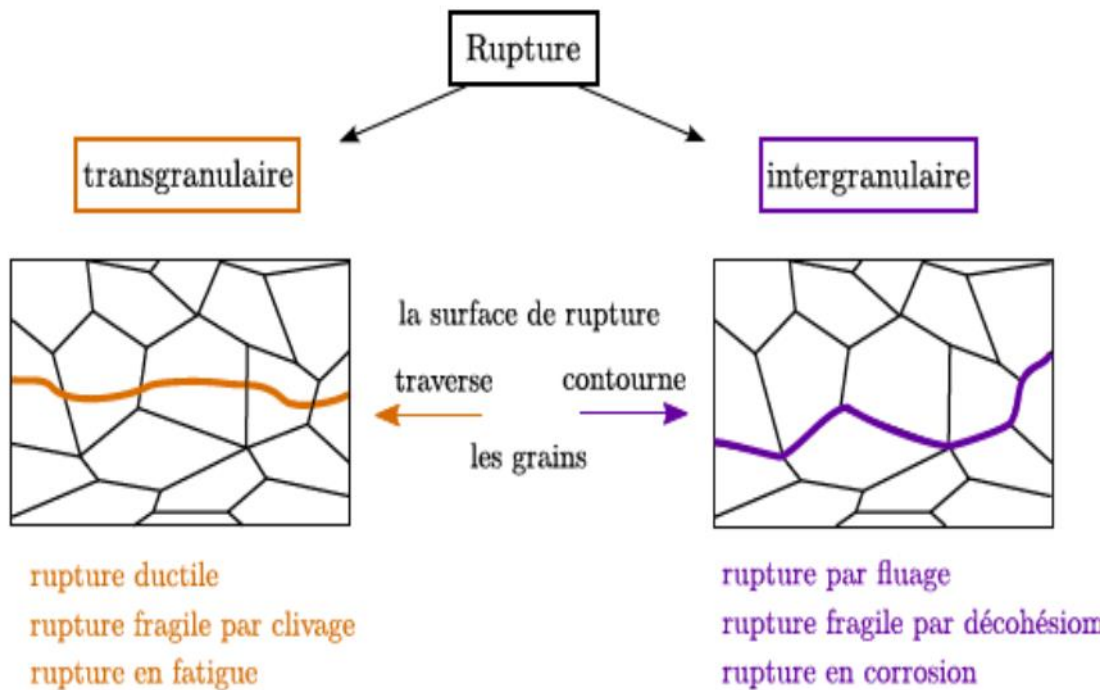 Rupture
transgranulaire
intergranulaire
la surface de rupture
traverse
contourne
les grains
rupture ductile
rupture fragile par clivage
rupture en fatigue
rupture par fluage
rupture fragile par décohésiom
rupture en corrosion